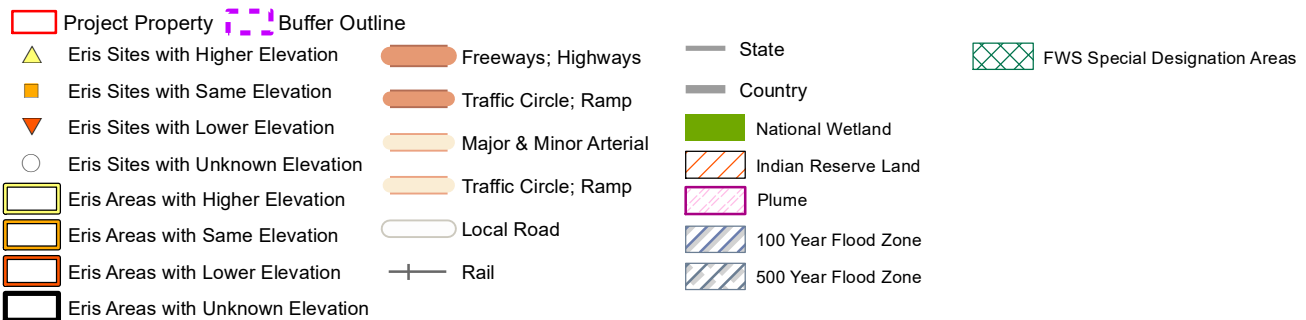 Project Property
Buffer Outline
Eris Sites with Higher Elevation
Eris Sites with Same Elevation
Eris Sites with Lower Elevation
Eris Sites with Unknown Elevation
Eris Areas with Higher Elevation
Eris Areas with Same Elevation
Eris Areas with Lower Elevation
Eris Areas with Unknown Elevation
Freeways; Highways
Traffic Circle; Ramp
Major & Minor Arterial
Traffic Circle; Ramp
Local Road
Rail
State
Country
National Wetland
Indian Reserve Land
Plume
100 Year Flood Zone
500 Year Flood Zone
FWS Special Designation Areas